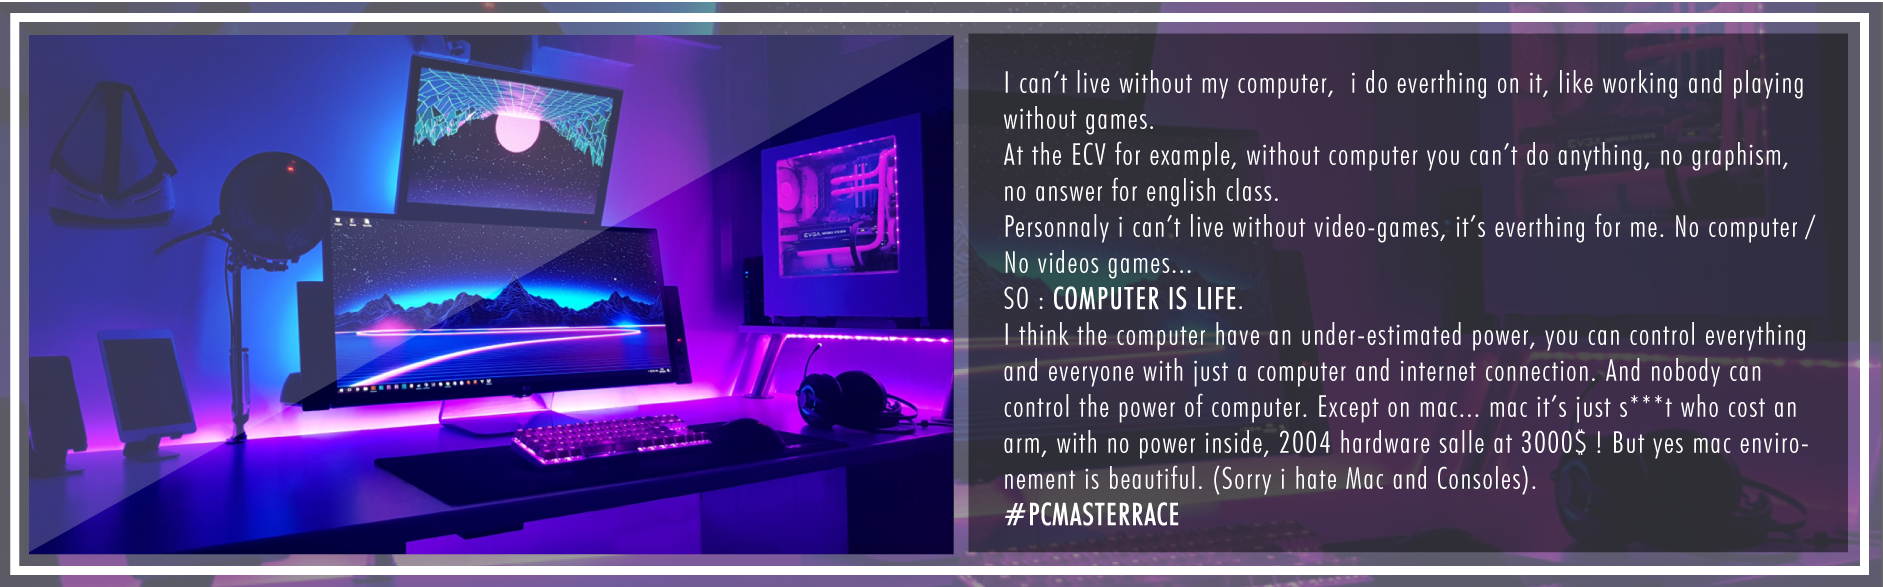 I can't live without my computer,  i do everthing on it, like working and playing
without games.
At the ECV for example, without computer you can't do anything, no graphism,
no answer for english class.
Personnaly i can't live without video-games, it's everthing for me. No computer /
No videos games...
SO : COMPUTER IS LIFE.
I think the computer have an under-estimated power, you can control everything
and everyone with just a computer and internet connection. And nobody can
control the power of computer. Except on mac... mac it's just s***t who cost an
arm, with no power inside, 2004 hardware salle at 3000$ ! But yes mac enviro-
nement is beautiful. (Sorry i hate Mac and Consoles).
#PCMASTERRACE
EVGA